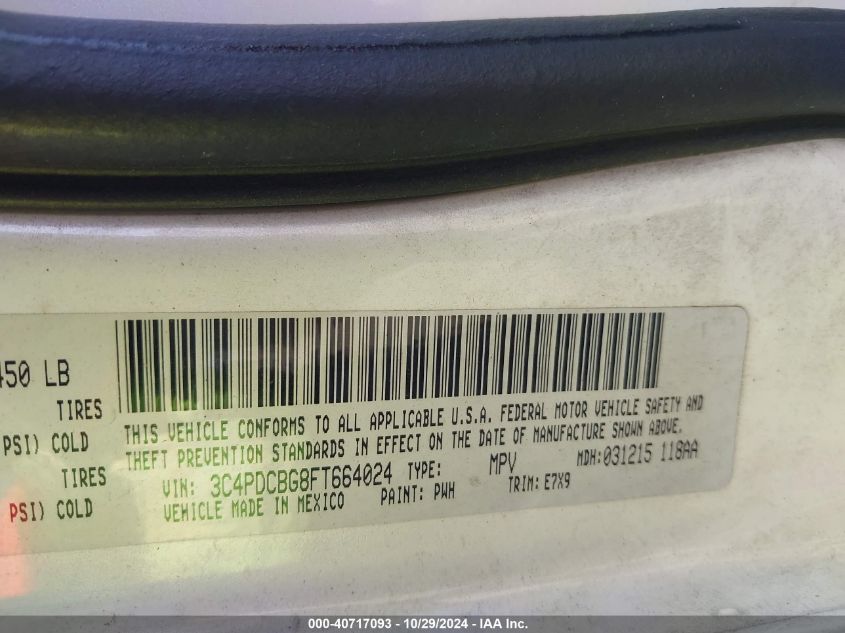 450 LB
TIRES
PSI) COLD
TIRES
PSI) COLD
THIS VEHICLE CONFORMS TO ALL APPLICABLE U.S.A. FEDERAL MOTOR VEHICLE SAFETY AND
THEFT PREVENTION STANDARDS IN EFFECT ON THE DATE OF MANUFACTURE SHOWN ABOVE.
VIN: 3C4PDCBG8FT664024 TYPE: MPV MDH:031215 118AA
VEHICLE MADE IN MEXICO PAINT: PWH TRIM: E7X9
000-40717093 - 10/29/2024 - IAA Inc.